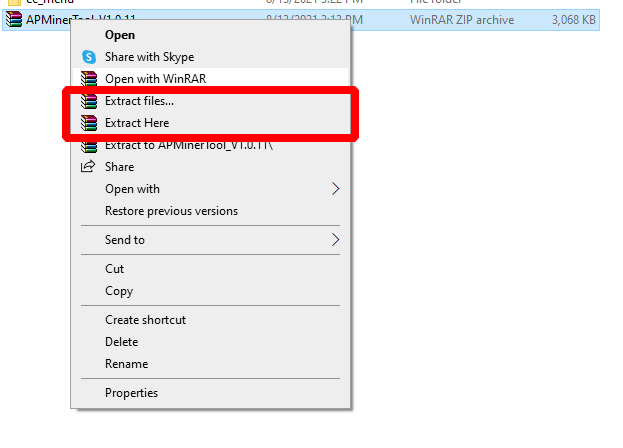 cc_menu 8/13/2021 3:22 PM File folder
APMinerTool_V1.0.11 8/13/2021 2:12 PM WinRAR ZIP archive 3,068 KB
Open
Share with Skype
Open with WinRAR
Extract files...
Extract Here
Extract to APMinerTool_V1.0.11\
Share
Open with
Restore previous versions
Send to
Cut
Copy
Create shortcut
Delete
Rename
Properties